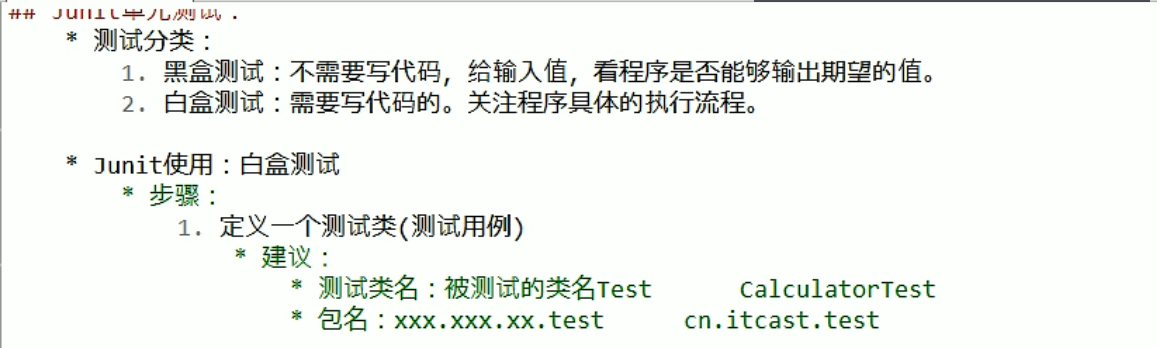 ## Junit单元测试：
* 测试分类：
1. 黑盒测试：不需要写代码，给输入值，看程序是否能够输出期望的值。
2. 白盒测试：需要写代码的。关注程序具体的执行流程。
* Junit使用：白盒测试
* 步骤：
1. 定义一个测试类(测试用例)
* 建议：
* 测试类名：被测试的类名Test CalculatorTest
* 包名：xxx.xxx.xx.test cn.itcast.test